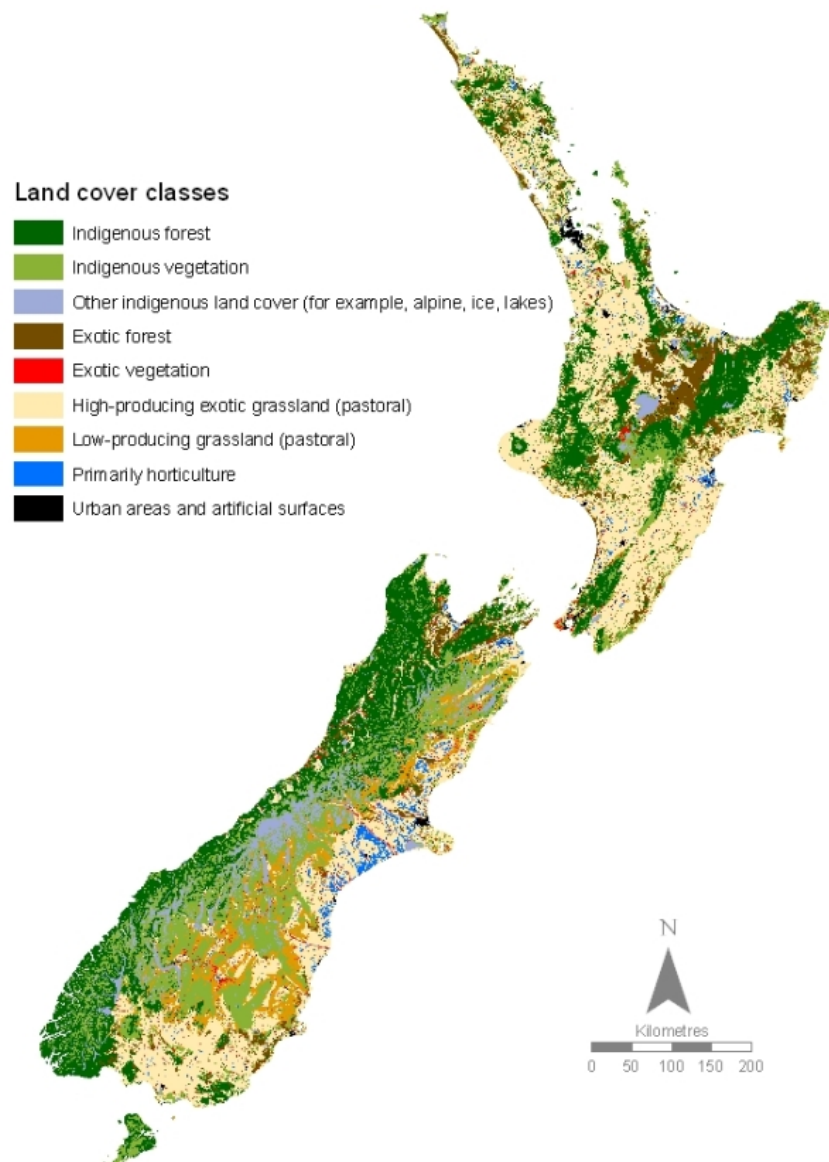 Land cover classes
Indigenous forest
Indigenous vegetation
Other indigenous land cover (for example, alpine, ice, lakes)
Exotic forest
Exotic vegetation
High-producing exotic grassland (pastoral)
Low-producing grassland (pastoral)
Primarily horticulture
Urban areas and artificial surfaces
N
Kilometres
0 50 100 150 200